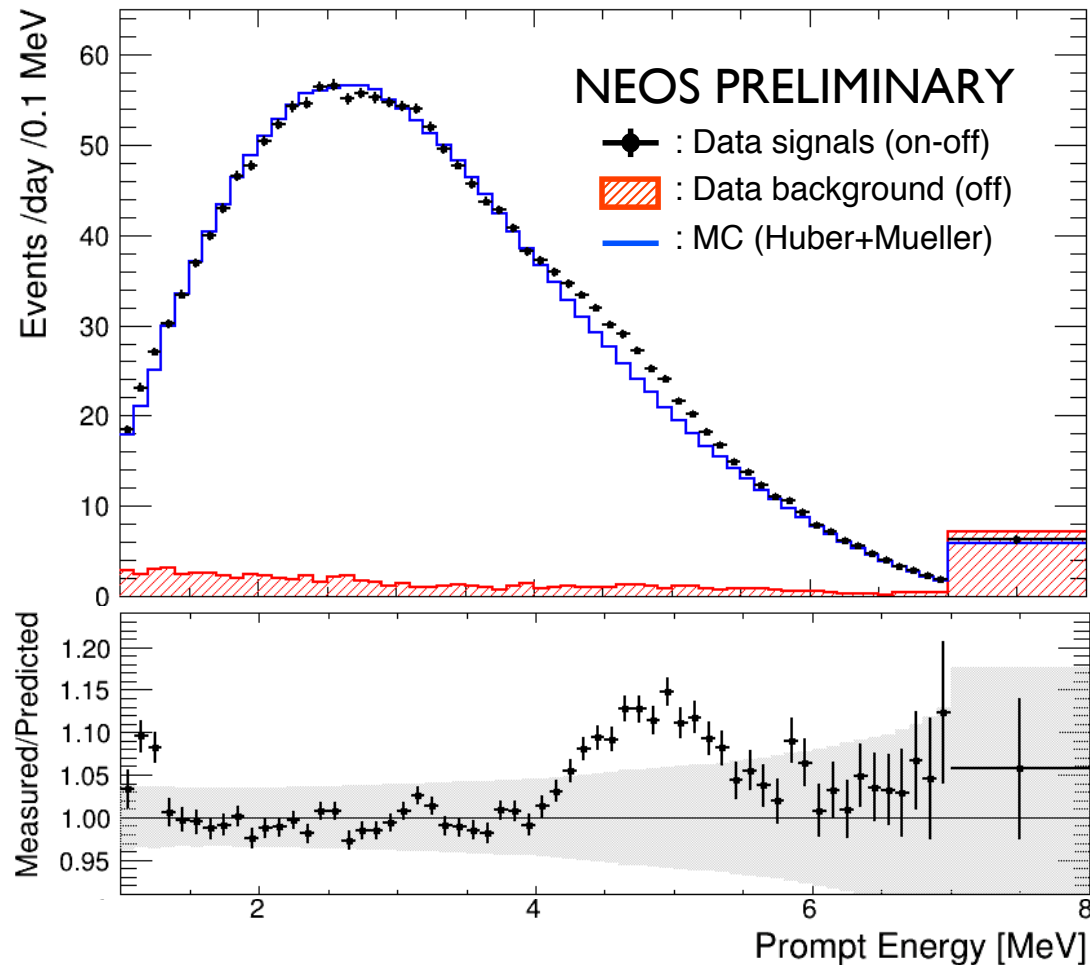 NEOS PRELIMINARY
: Data signals (on-off)
: Data background (off)
: MC (Huber+Mueller)
Events /day /0.1 MeV
60
50
40
30
20
10
0
Measured/Predicted
1.20
1.15
1.10
1.05
1.00
0.95
2
4
6
8
Prompt Energy [MeV]